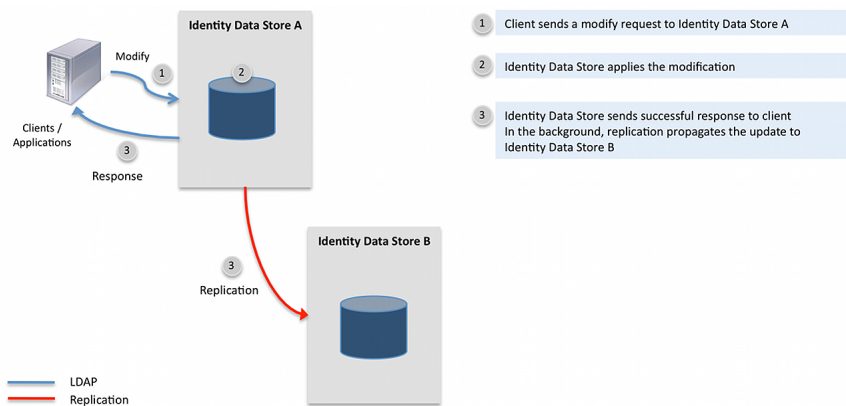 Identity Data Store A
Modify
1
2
Clients /
Applications
3
Response
1
Client sends a modify request to Identity Data Store A
2
Identity Data Store applies the modification
3
Identity Data Store sends successful response to client
In the background, replication propagates the update to
Identity Data Store B
Identity Data Store B
3
Replication
LDAP
Replication